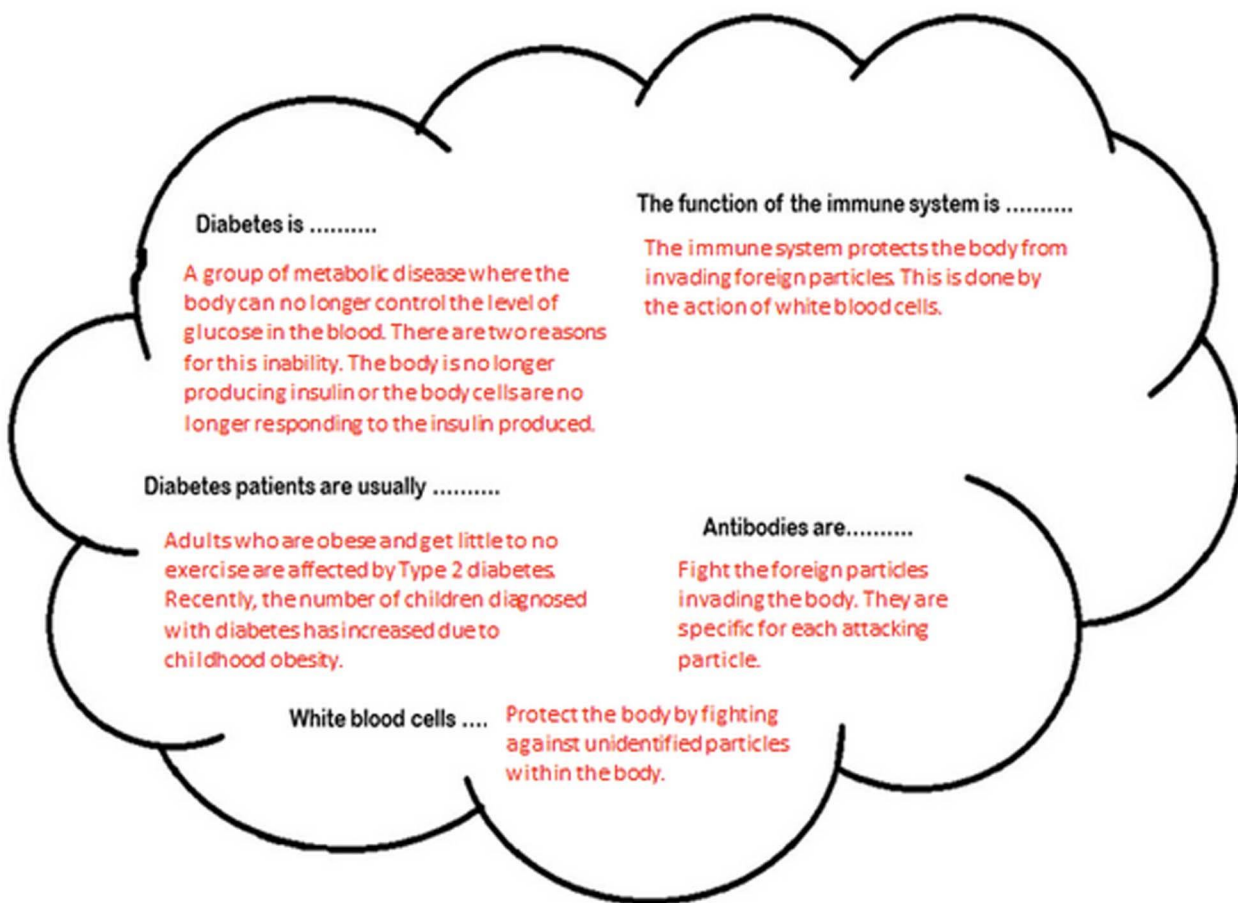 Diabetes is ..........
A group of metabolic disease where the
body can no longer control the level of
glucose in the blood. There are two reasons
for this inability. The body is no longer
producing insulin or the body cells are no
longer responding to the insulin produced.
The function of the immune system is ..........
The immune system protects the body from
invading foreign particles. This is done by
the action of white blood cells.
Diabetes patients are usually ..........
Adults who are obese and get little to no
exercise are affected by Type 2 diabetes.
Recently, the number of children diagnosed
with diabetes has increased due to
childhood obesity.
Antibodies are..........
Fight the foreign particles
invading the body. They are
specific for each attacking
particle.
White blood cells ....
Protect the body by fighting
against unidentified particles
within the body.